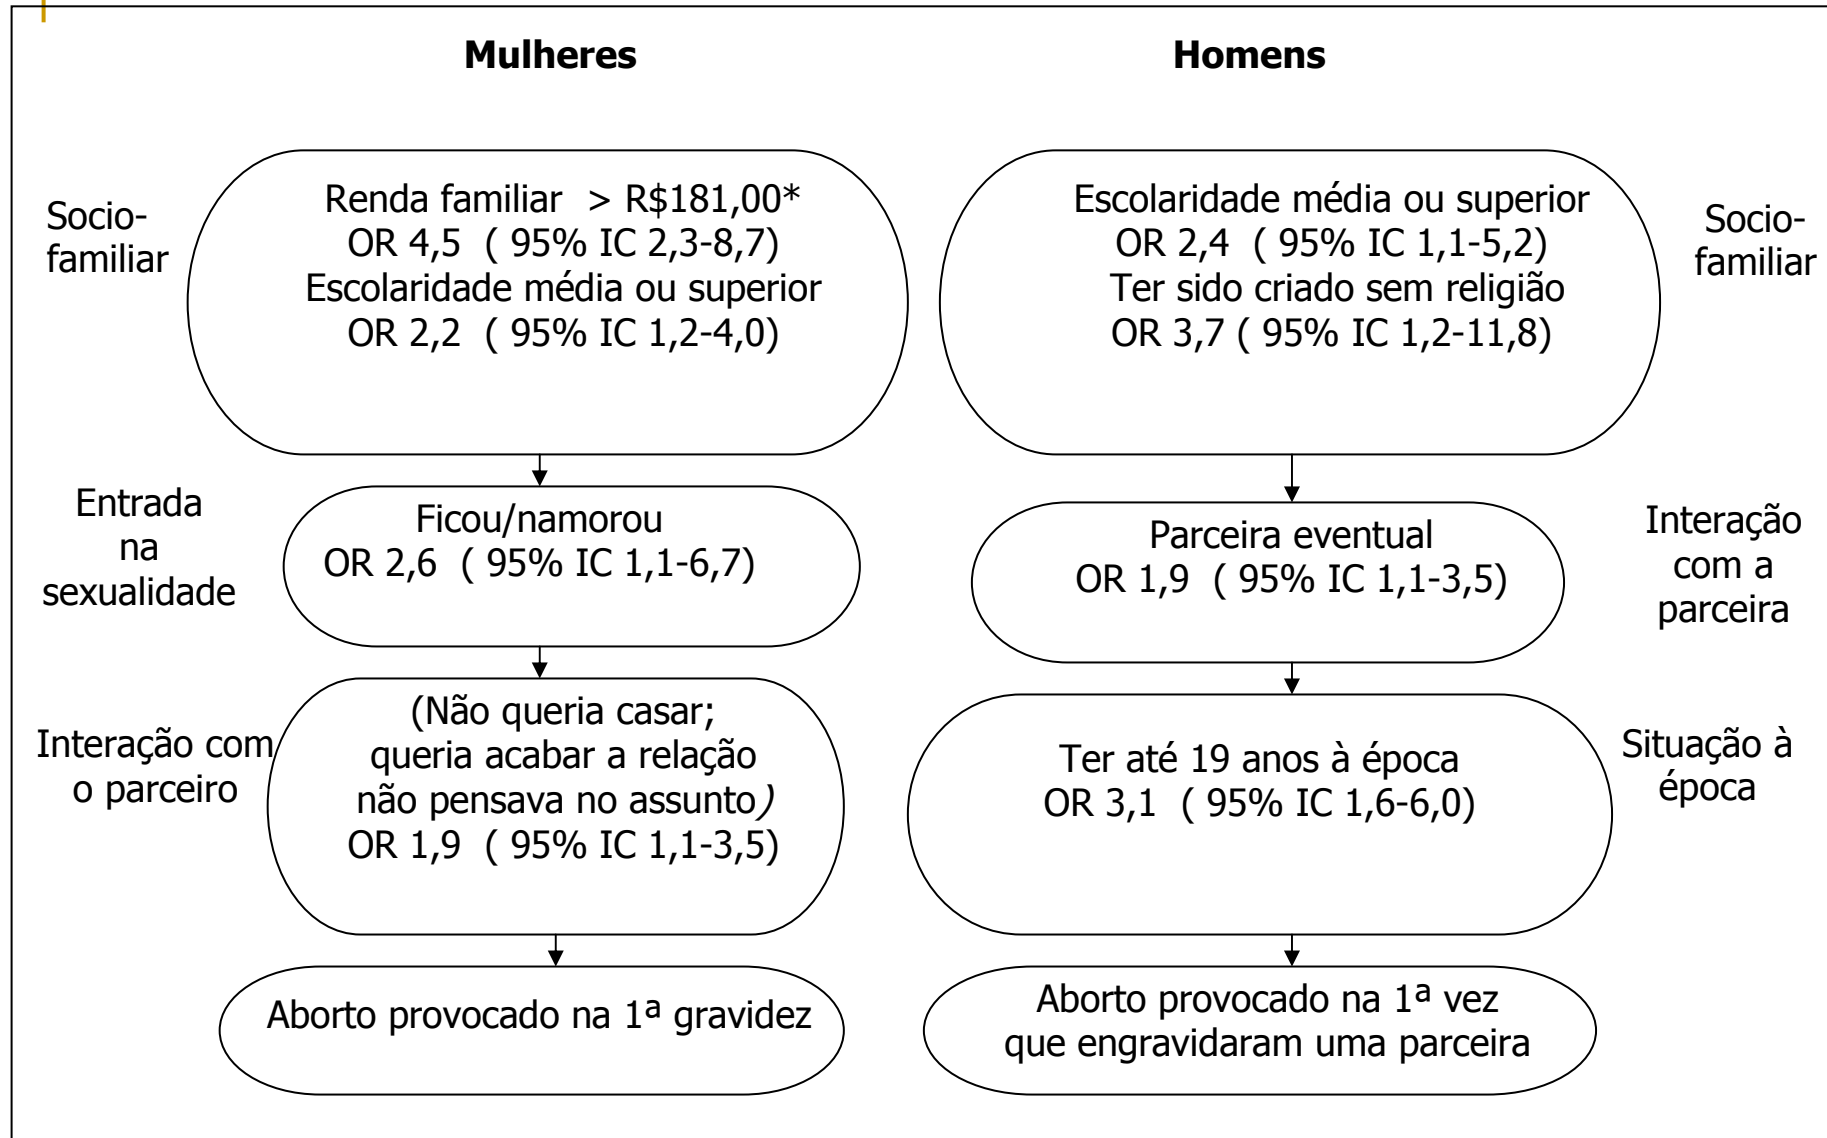 Mulheres
Homens
Socio-
familiar
Renda familiar  > R$181,00*
OR 4,5  ( 95% IC 2,3-8,7)
Escolaridade média ou superior
OR 2,2  ( 95% IC 1,2-4,0)
Escolaridade média ou superior
OR 2,4  ( 95% IC 1,1-5,2)
Ter sido criado sem religião
OR 3,7 ( 95% IC 1,2-11,8)
Socio-
familiar
Entrada
na
sexualidade
Ficou/namorou
OR 2,6  ( 95% IC 1,1-6,7)
Parceira eventual
OR 1,9  ( 95% IC 1,1-3,5)
Interação
com a
parceira
Interação com
o parceiro
(Não queria casar;
queria acabar a relação
não pensava no assunto)
OR 1,9  ( 95% IC 1,1-3,5)
Ter até 19 anos à época
OR 3,1  ( 95% IC 1,6-6,0)
Situação à
época
Aborto provocado na 1ª gravidez
Aborto provocado na 1ª vez
que engravidaram uma parceira